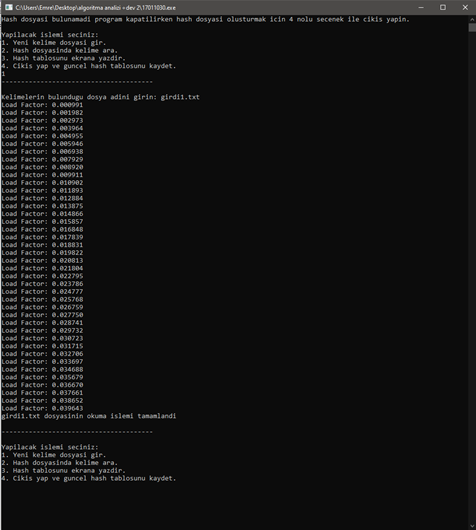 C:\Users\Emre\Desktop\algoritma analizi +dev 2\17011030.exe
Hash dosyasi bulunamadi program kapatilirken hash dosyasi olusturmak icin 4 nolu secenek ile cikis yapin.
Yapilacak islemi seciniz:
1. Yeni kelime dosyasi gir.
2. Hash dosyasinda kelime ara.
3. Hash tablosunu ekrana yazdir.
4. Cikis yap ve guncel hash tablosunu kaydet.
1
---------------------------------------
Kelimelerin bulundugu dosya adini girin: girdi1.txt
Load Factor: 0.000991
Load Factor: 0.001982
Load Factor: 0.002973
Load Factor: 0.003964
Load Factor: 0.004955
Load Factor: 0.005946
Load Factor: 0.006938
Load Factor: 0.007929
Load Factor: 0.008920
Load Factor: 0.009911
Load Factor: 0.010902
Load Factor: 0.011893
Load Factor: 0.012884
Load Factor: 0.013875
Load Factor: 0.014866
Load Factor: 0.015857
Load Factor: 0.016848
Load Factor: 0.017839
Load Factor: 0.018831
Load Factor: 0.019822
Load Factor: 0.020813
Load Factor: 0.021804
Load Factor: 0.022795
Load Factor: 0.023786
Load Factor: 0.024777
Load Factor: 0.025768
Load Factor: 0.026759
Load Factor: 0.027750
Load Factor: 0.028741
Load Factor: 0.029732
Load Factor: 0.030723
Load Factor: 0.031715
Load Factor: 0.032706
Load Factor: 0.033697
Load Factor: 0.034688
Load Factor: 0.035679
Load Factor: 0.036670
Load Factor: 0.037661
Load Factor: 0.038652
Load Factor: 0.039643
girdi1.txt dosyasinin okuma islemi tamamlandi
---------------------------------------
Yapilacak islemi seciniz:
1. Yeni kelime dosyasi gir.
2. Hash dosyasinda kelime ara.
3. Hash tablosunu ekrana yazdir.
4. Cikis yap ve guncel hash tablosunu kaydet.